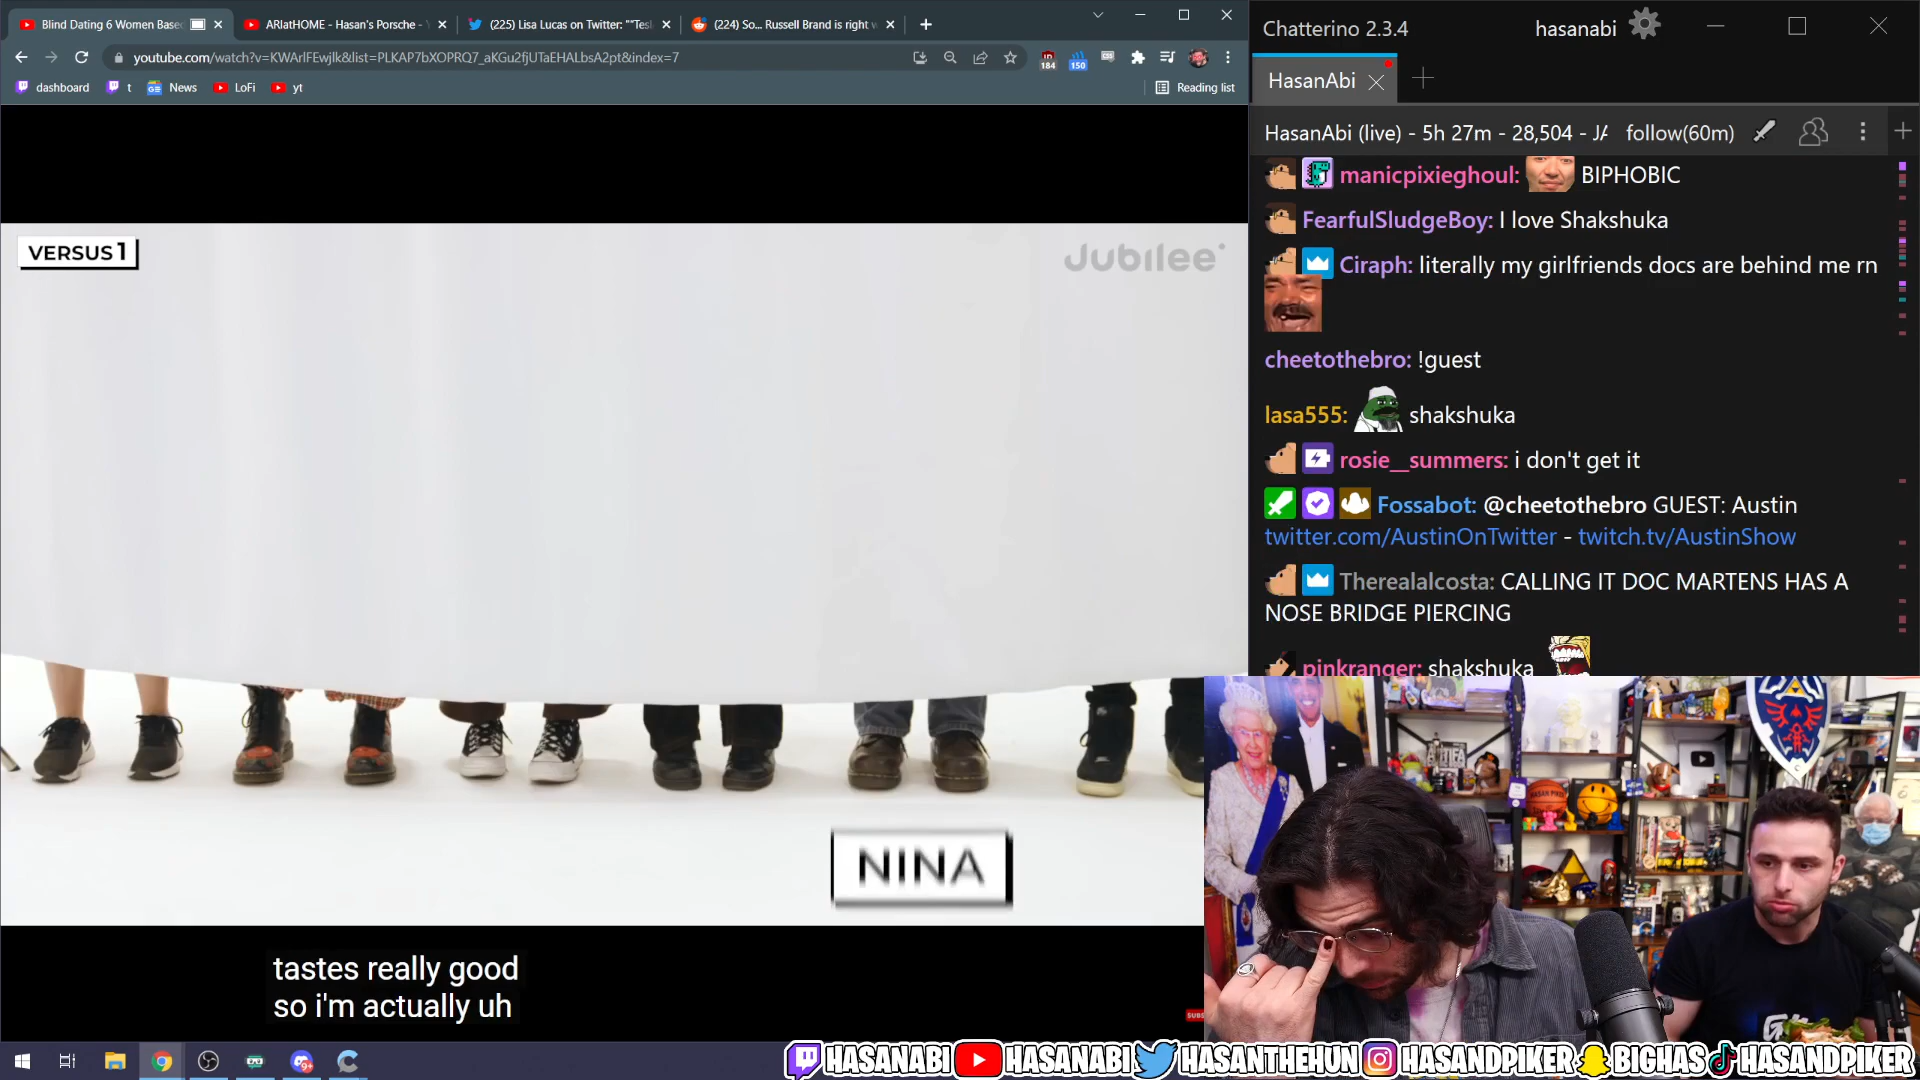 Blind Dating 6 Women Based
ARIatHOME - Hasan's Porsche - Y
(225) Lisa Lucas on Twitter: "“Tesl
(224) So... Russell Brand is right w
youtube.com/watch?v=KWArlFEwjlk&list=PLKAP7bXOPRQ7_aKGu2fjUTaEHALbsA2pt&index=7
184
150
dashboard
t
News
LoFi
yt
Reading list
VERSUS 1
Jubilee
NINA
tastes really good
so i'm actually uh
Chatterino 2.3.4
hasanabi
HasanAbi
HasanAbi (live) - 5h 27m - 28,504 - JA
follow(60m)
manicpixieghoul: BIPHOBIC
FearfulSludgeBoy: I love Shakshuka
Ciraph: literally my girlfriends docs are behind me rn
cheetothebro: !guest
lasa555: shakshuka
rosie__summers: i don't get it
Fossabot: @cheetothebro GUEST: Austin
twitter.com/AustinOnTwitter - twitch.tv/AustinShow
Therealalcosta: CALLING IT DOC MARTENS HAS A
NOSE BRIDGE PIERCING
pinkranger: shakshuka
HASANABI
HASANABI
HASANTHEHUN
HASANDPIKER
BIGHAS
HASANDPIKER